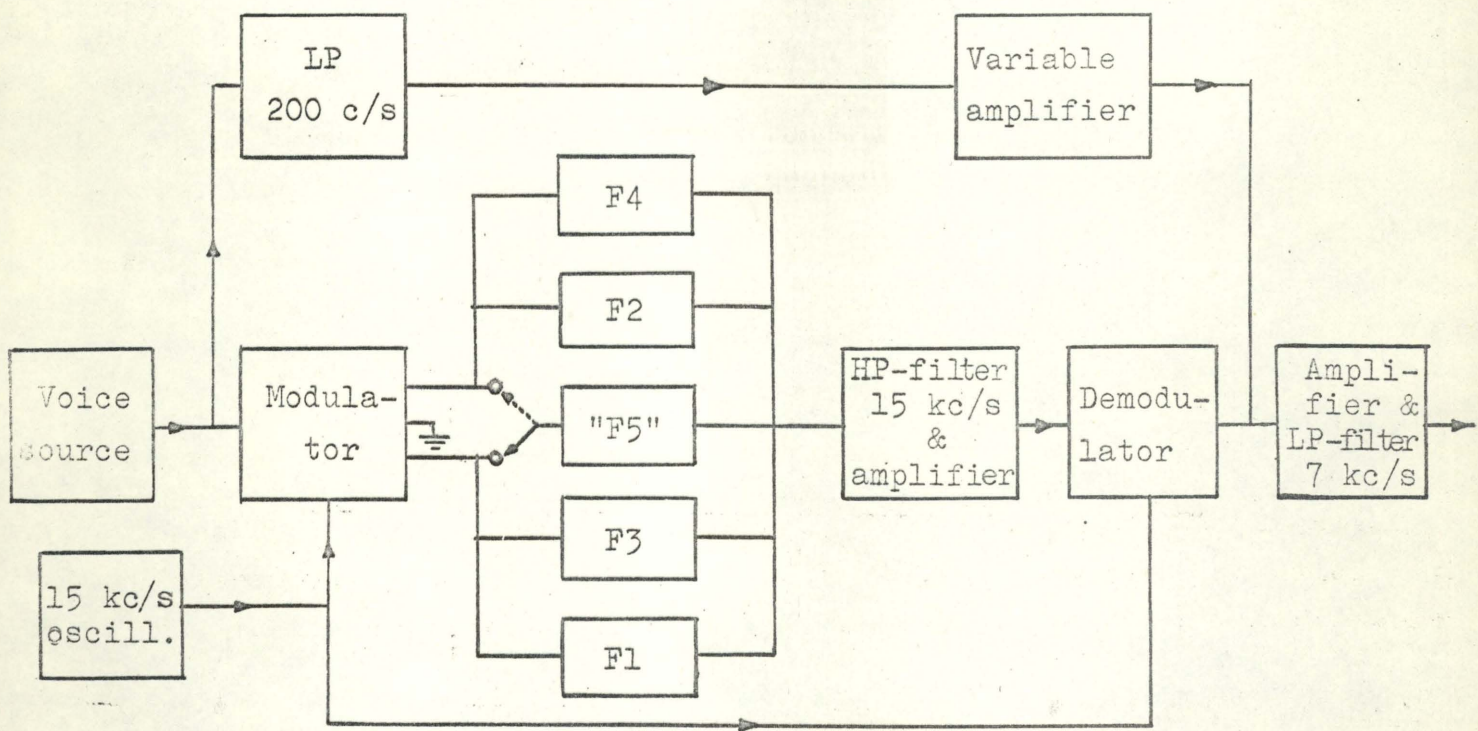 LP
200 c/s
Variable
amplifier
F4
F2
Voice
source
Modula-
tor
"F5"
HP-filter
15 kc/s
&
amplifier
Demodu-
lator
Ampli-
fier &
LP-filter
7 kc/s
F3
15 kc/s
oscill.
F1